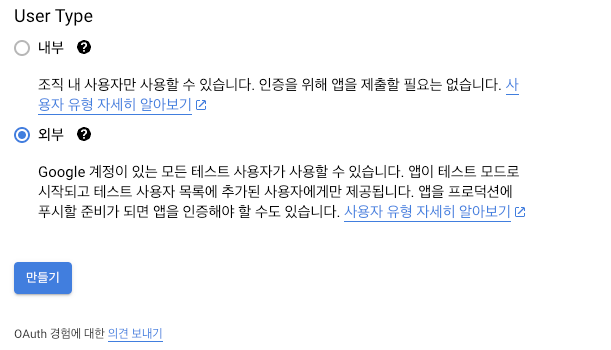 User Type
내부
조직 내 사용자만 사용할 수 있습니다. 인증을 위해 앱을 제출할 필요는 없습니다. 사
용자 유형 자세히 알아보기
외부
Google 계정이 있는 모든 테스트 사용자가 사용할 수 있습니다. 앱이 테스트 모드로
시작되고 테스트 사용자 목록에 추가된 사용자에게만 제공됩니다. 앱을 프로덕션에
푸시할 준비가 되면 앱을 인증해야 할 수도 있습니다. 사용자 유형 자세히 알아보기
만들기
OAuth 경험에 대한 의견 보내기